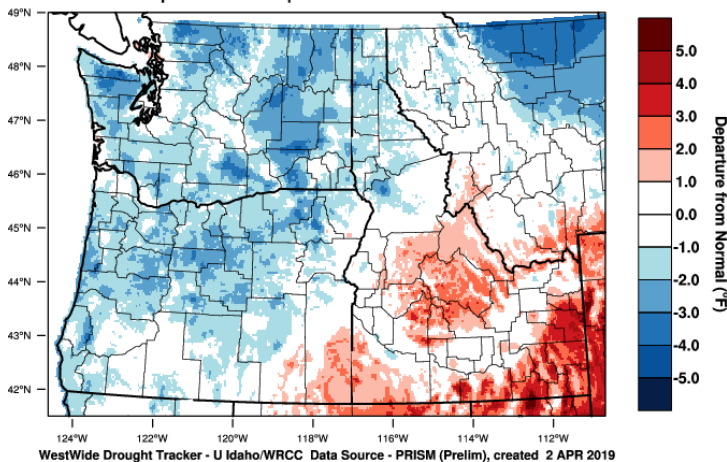 49°N
48°N
47°N
46°N
45°N
44°N
43°N
42°N
124°W 122°W 120°W 118°W 116°W 114°W 112°W
5.0
4.0
3.0
2.0
1.0
0.0
-1.0
-2.0
-3.0
-4.0
-5.0
Departure from Normal (°F)
WestWide Drought Tracker - U Idaho/WRCC Data Source - PRISM (Prelim), created 2 APR 2019